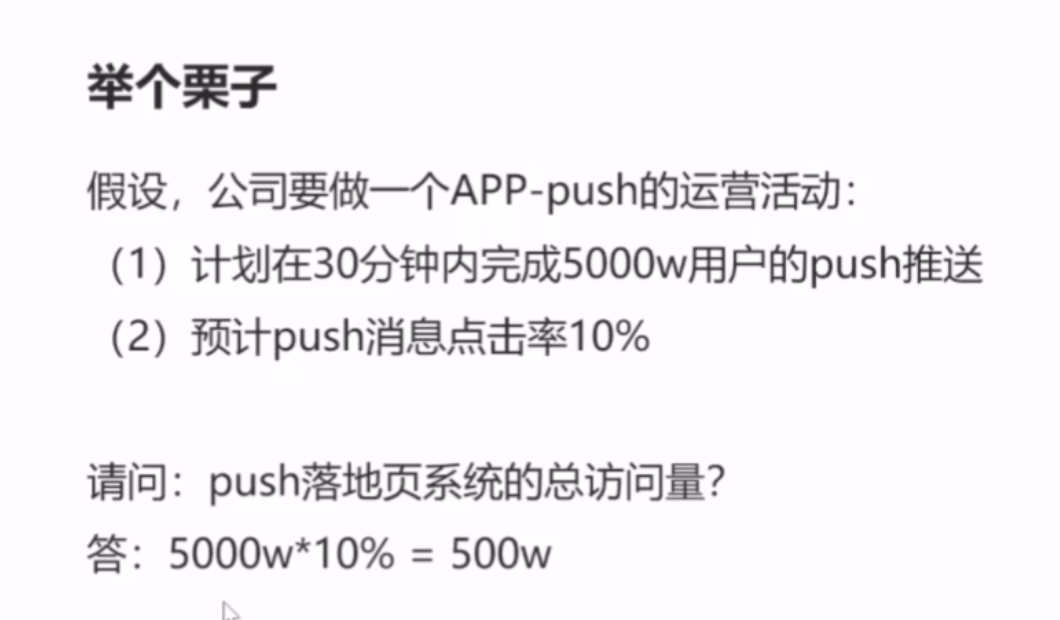 举个栗子
假设，公司要做一个APP-push的运营活动：
（1）计划在30分钟内完成5000w用户的push推送
（2）预计push消息点击率10%
请问：push落地页系统的总访问量？
答：5000w*10% = 500w